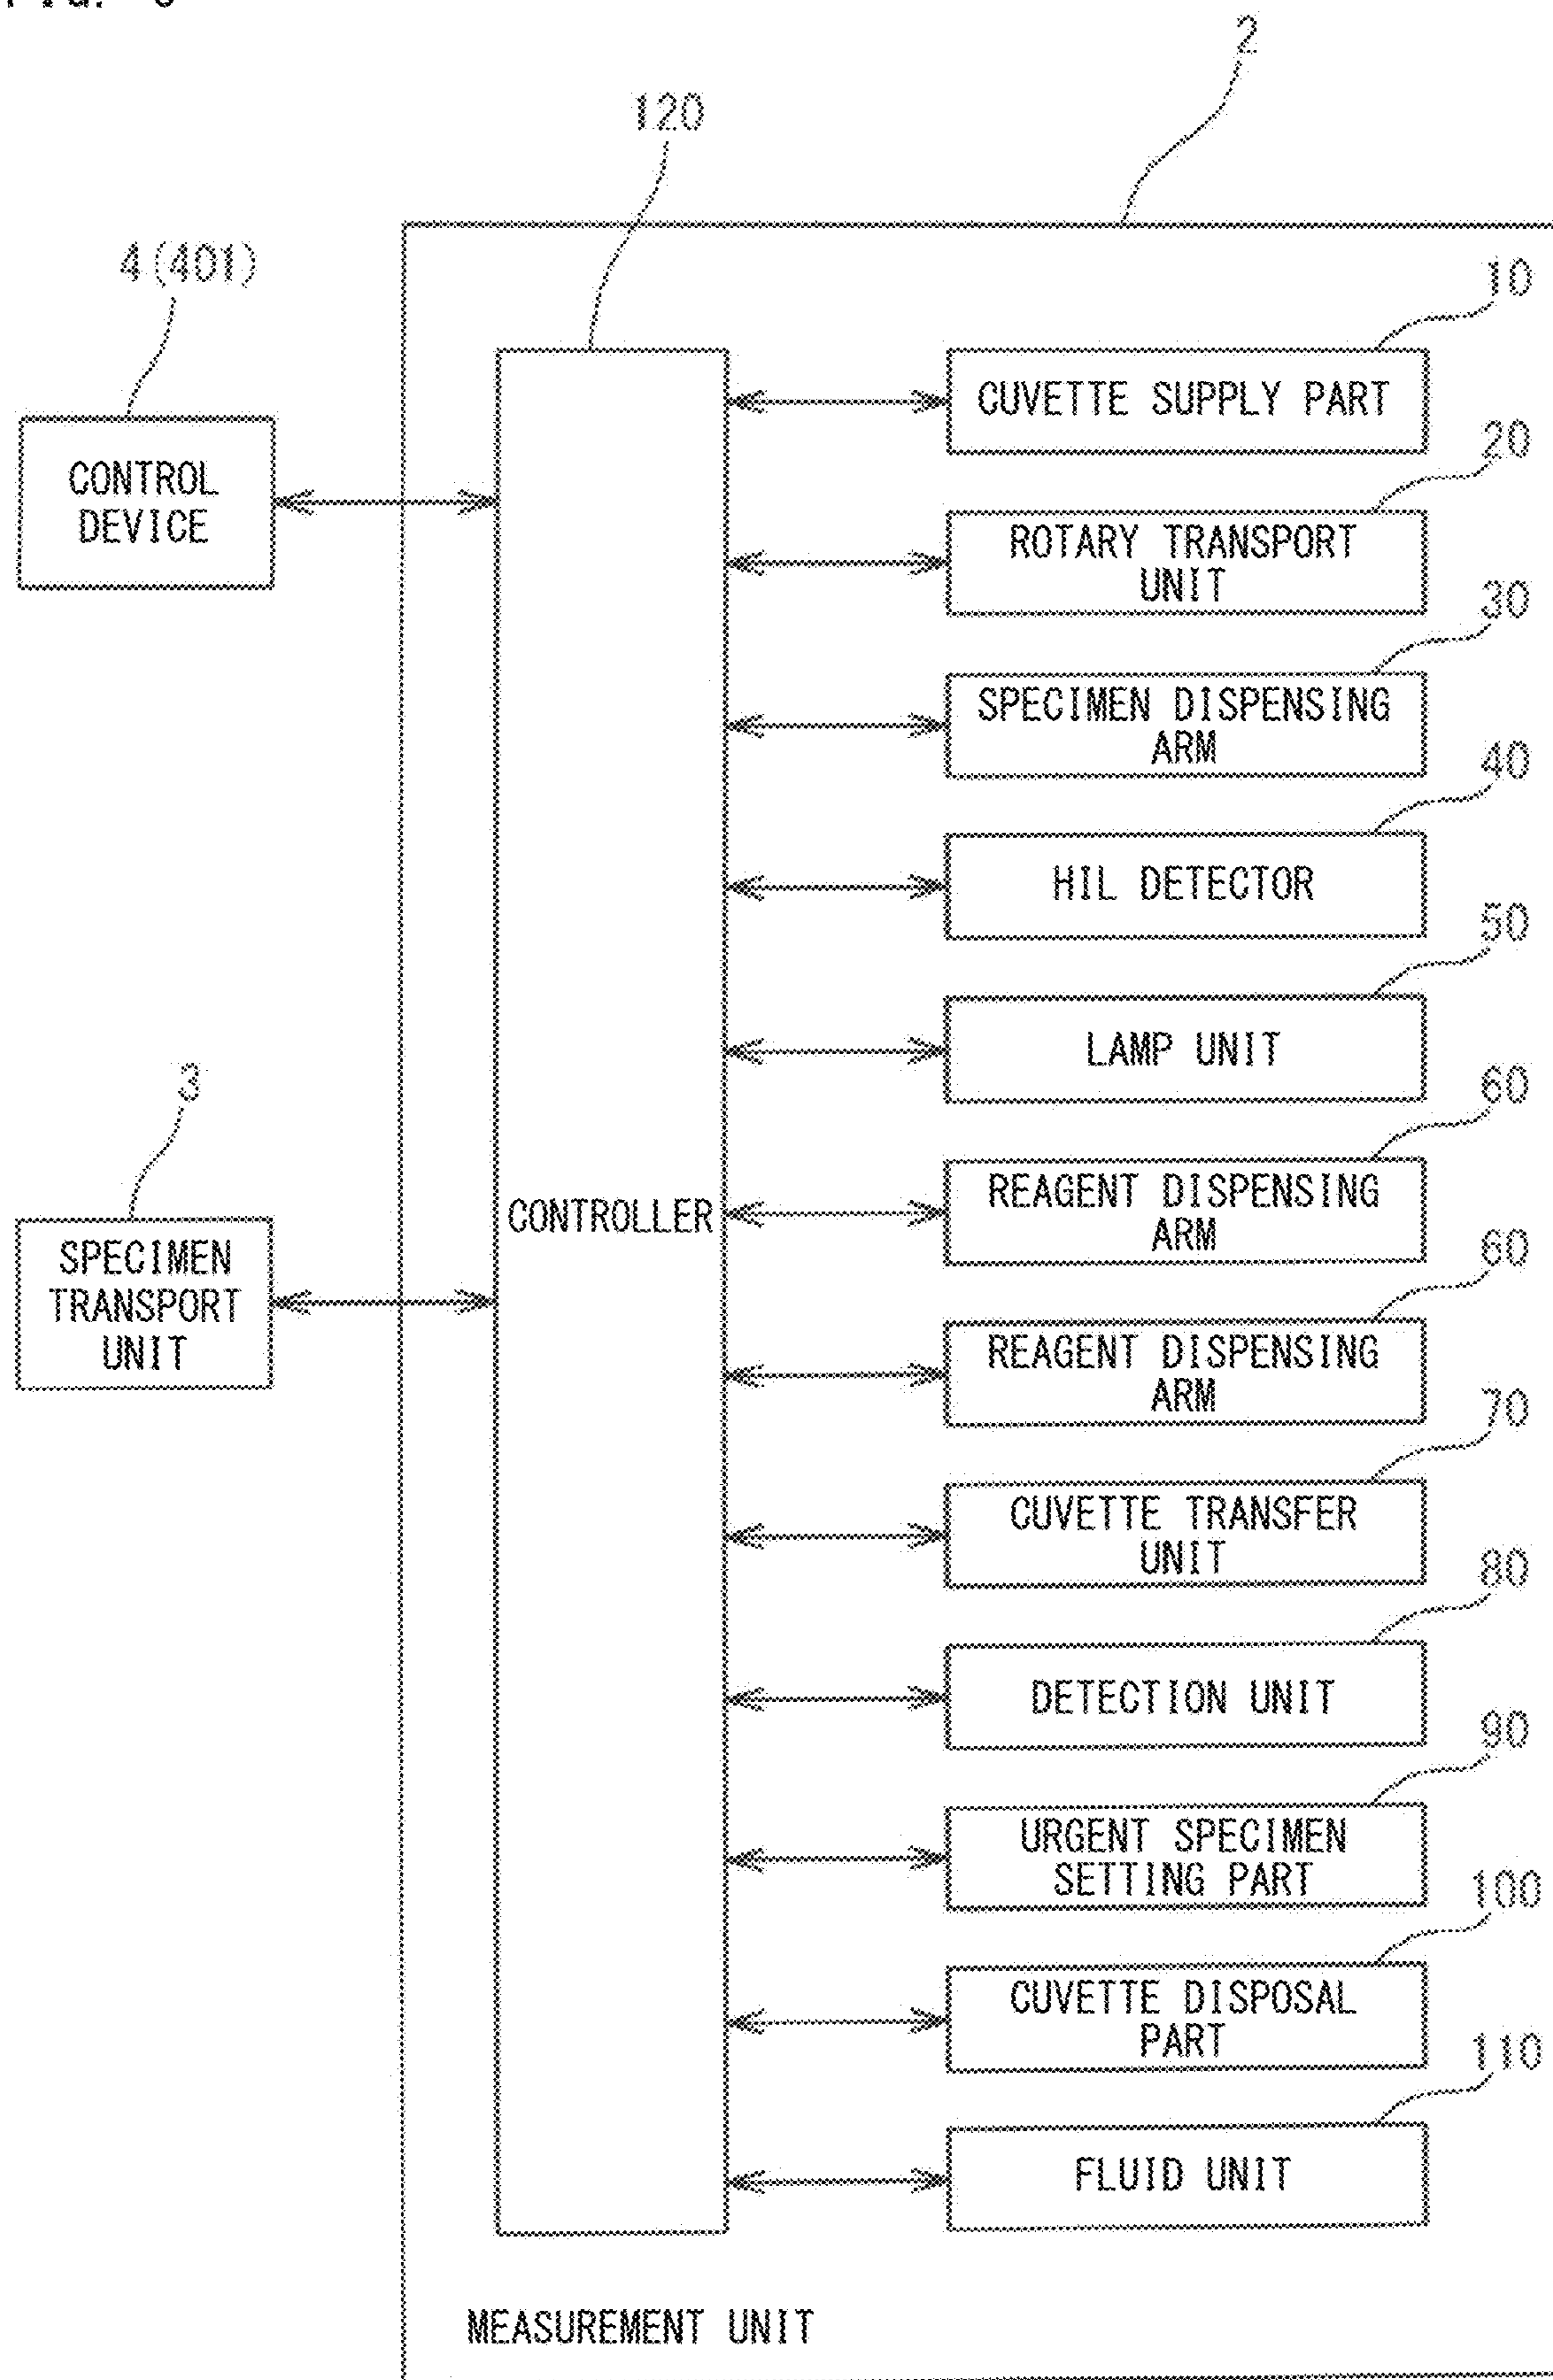 2
120
4(401)
10
CUVETTE SUPPLY PART
20
CONTROL
DEVICE
ROTARY TRANSPORT
UNIT
30
SPECIMEN DISPENSING
ARM
40
HIL DETECTOR
50
LAMP UNIT
3
60
CONTROLLER
REAGENT DISPENSING
ARM
SPECIMEN
TRANSPORT
UNIT
60
REAGENT DISPENSING
ARM
70
CUVETTE TRANSFER
UNIT
80
DETECTION UNIT
90
URGENT SPECIMEN
SETTING PART
100
CUVETTE DISPOSAL
PART
110
FLUID UNIT
MEASUREMENT UNIT